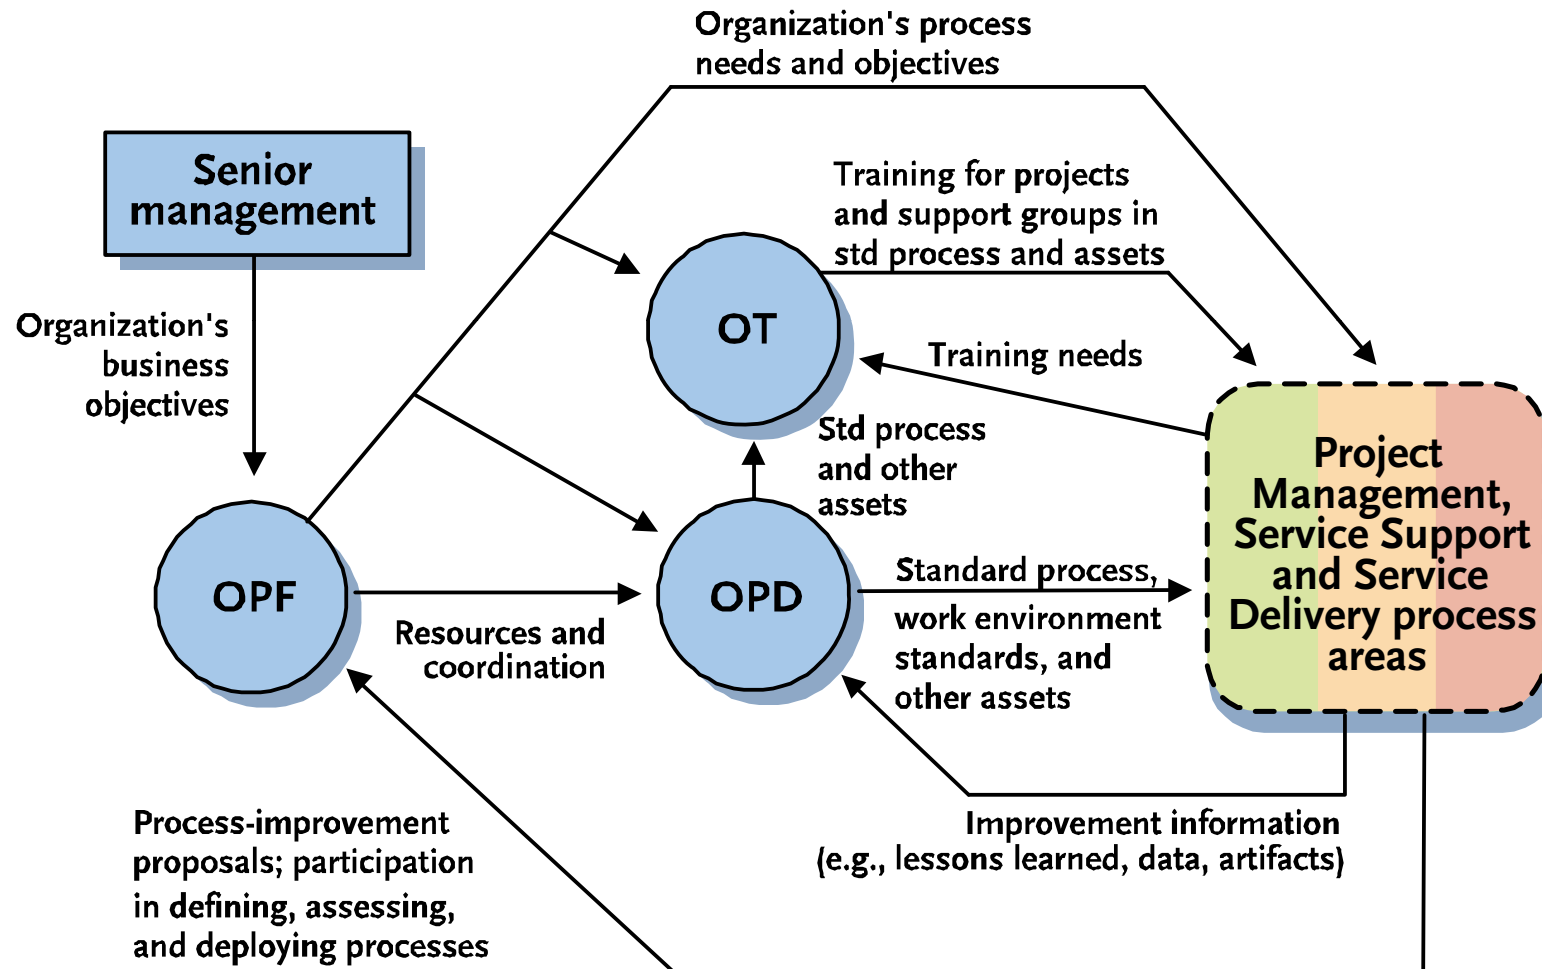 Organization's process
needs and objectives
Senior
management
Training for projects
and support groups in
std process and assets
Organization's
business
objectives
OT
Training needs
Std process
and other
assets
Project
Management,
Service Support
and Service
Delivery process
areas
OPF
OPD
Standard process,
work environment
standards, and
other assets
Resources and
coordination
Improvement information
(e.g., lessons learned, data, artifacts)
Process-improvement
proposals; participation
in defining, assessing,
and deploying processes